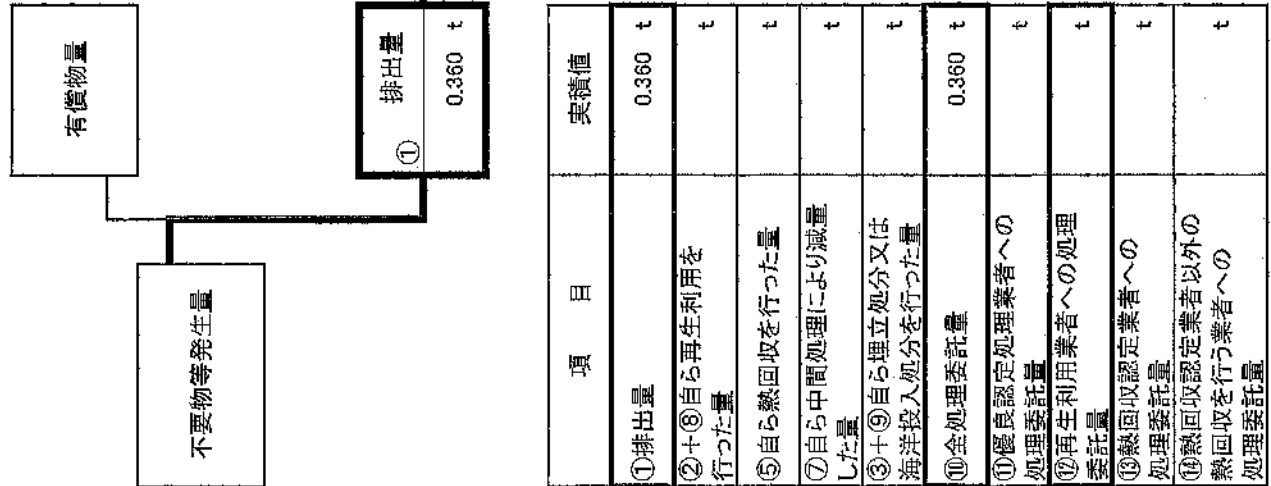 有償物量
不要物等発生量
①
排出量
0.360 t
項 目
実積値
①排出量
0.360 t
②+⑧自ら再生利用を
行った量
t
⑤自ら熱回収を行った量
t
⑦自ら中間処理により減量
した量
t
③+⑨自ら埋立処分又は
海洋投入処分を行った量
t
⑩全処理委託量
0.360 t
⑪優良認定処理業者への
処理委託量
t
⑫再生利用業者への処理
委託量
t
⑬熱回収認定業者への
処理委託量
t
⑭熱回収認定業者以外の
熱回収を行う業者への
処理委託量
t